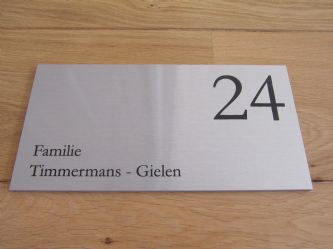 24
Familie
Timmermans - Gielen